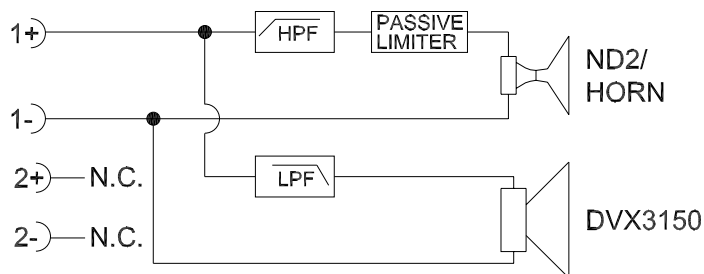 1+
HPF
PASSIVE
LIMITER
ND2/
HORN
1-
2+
N.C.
LPF
2-
N.C.
DVX3150